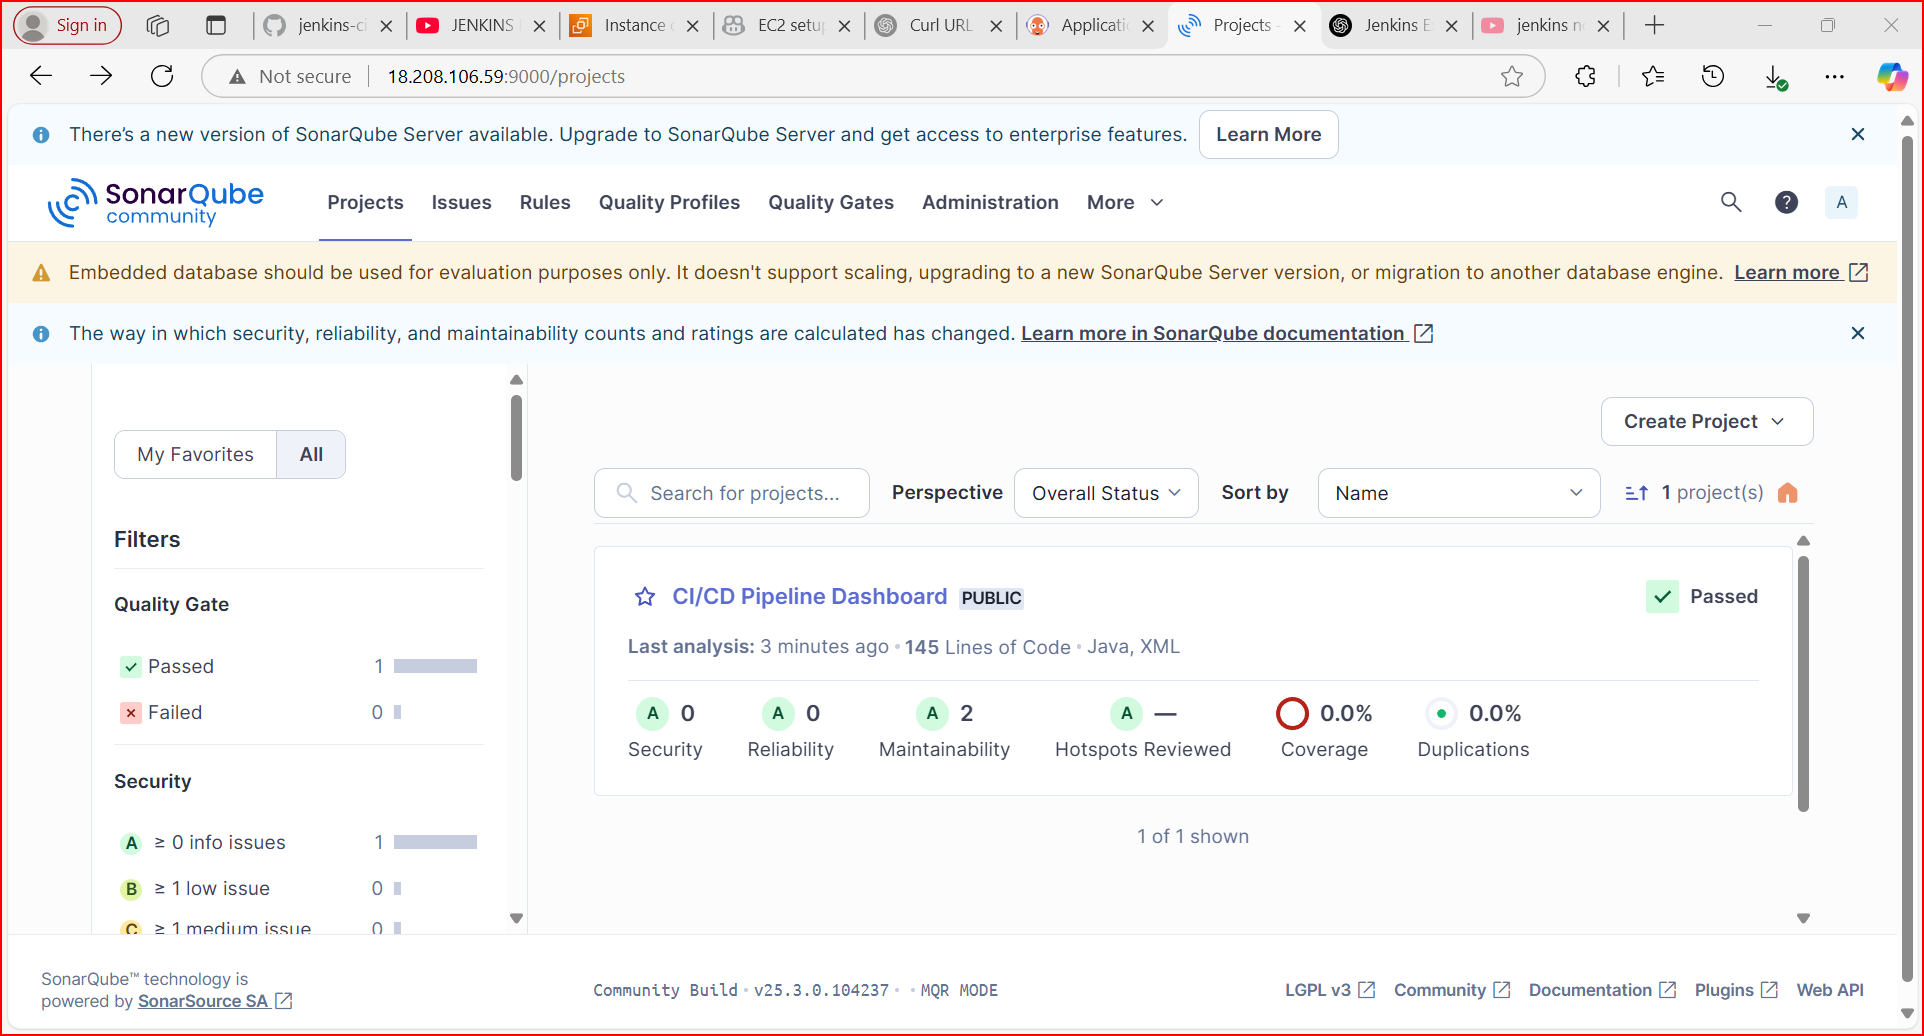 Sign in
jenkins-ci
JENKINS
Instance
EC2 setup
Curl URL
Applicatio
Projects -
Jenkins E
jenkins no
Not secure
18.208.106.59:9000/projects
There's a new version of SonarQube Server available. Upgrade to SonarQube Server and get access to enterprise features. Learn More
SonarQube community
Projects Issues Rules Quality Profiles Quality Gates Administration More
? A
Embedded database should be used for evaluation purposes only. It doesn't support scaling, upgrading to a new SonarQube Server version, or migration to another database engine. Learn more
The way in which security, reliability, and maintainability counts and ratings are calculated has changed. Learn more in SonarQube documentation
My Favorites All
Filters
Quality Gate
Passed 1
Failed 0
Security
A ≥ 0 info issues 1
B ≥ 1 low issue 0
C ≥ 1 medium issue 0
Create Project
Search for projects... Perspective Overall Status Sort by Name 1 project(s)
CI/CD Pipeline Dashboard PUBLIC Passed
Last analysis: 3 minutes ago • 145 Lines of Code • Java, XML
A 0 A 0 A 2 A — 0.0% 0.0%
Security Reliability Maintainability Hotspots Reviewed Coverage Duplications
1 of 1 shown
SonarQube™ technology is
powered by SonarSource SA
Community Build • v25.3.0.104237 • • MQR MODE
LGPL v3 Community Documentation Plugins Web API